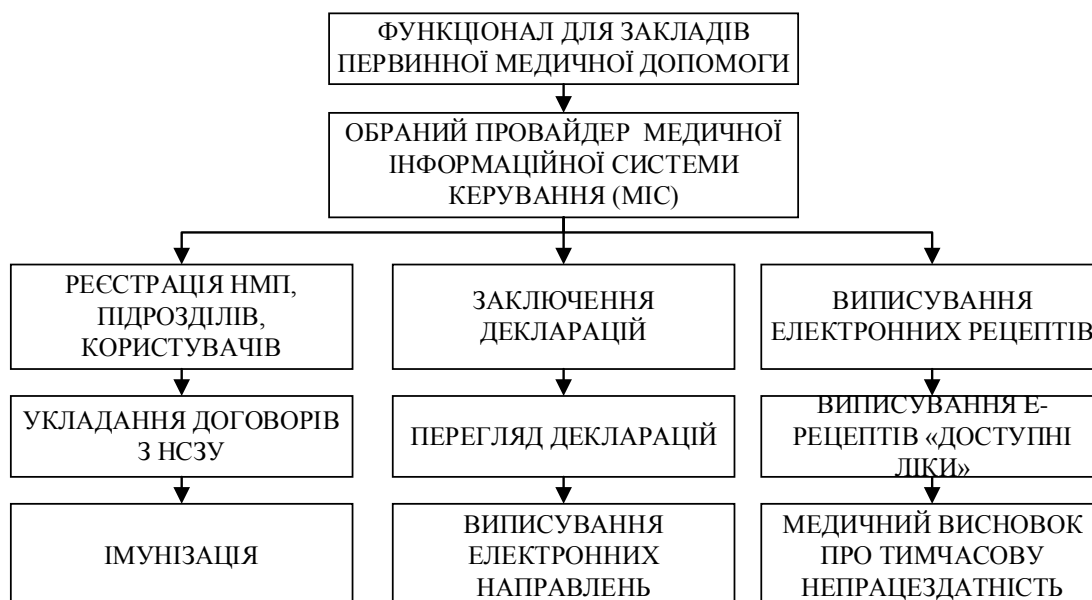 ФУНКЦІОНАЛ ДЛЯ ЗАКЛАДІВ
ПЕРВИННОЇ МЕДИЧНОЇ ДОПОМОГИ
ОБРАНИЙ ПРОВАЙДЕР МЕДИЧНОЇ
ІНФОРМАЦІЙНОЇ СИСТЕМИ
КЕРУВАННЯ (МІС)
РЕЄСТРАЦІЯ НМП,
ПІДРОЗДІЛІВ,
КОРИСТУВАЧІВ
ЗАКЛЮЧЕННЯ
ДЕКЛАРАЦІЙ
ВИПИСУВАННЯ
ЕЛЕКТРОННИХ РЕЦЕПТІВ
УКЛАДАННЯ ДОГОВОРІВ
З НСЗУ
ПЕРЕГЛЯД ДЕКЛАРАЦІЙ
ВИПИСУВАННЯ Е-
РЕЦЕПТІВ «ДОСТУПНІ
ЛІКИ»
ІМУНІЗАЦІЯ
ВИПИСУВАННЯ
ЕЛЕКТРОННИХ
НАПРАВЛЕНЬ
МЕДИЧНИЙ ВИСНОВОК
ПРО ТИМЧАСОВУ
НЕПРАЦЕЗДАТНІСТЬ